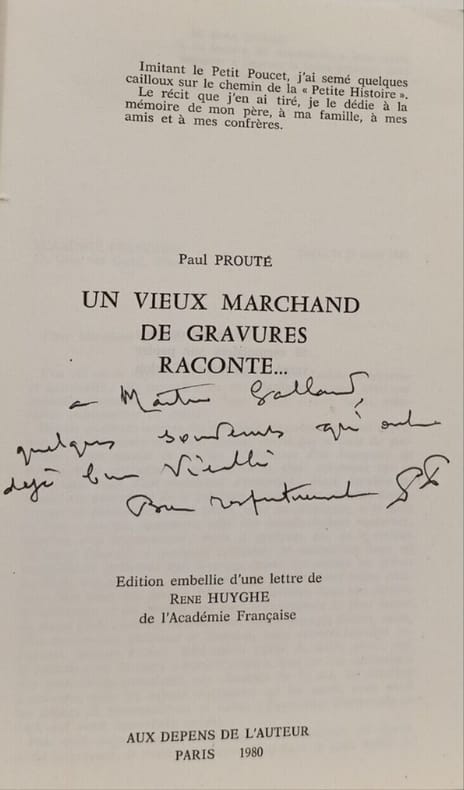 Imitant le Petit Poucet, j'ai semé quelques
cailloux sur le chemin de la « Petite Histoire ».
Le récit que j'en ai tiré, je le dédie à la
mémoire de mon père, à ma famille, à mes
amis et à mes confrères.
Paul PROUTÉ
UN VIEUX MARCHAND
DE GRAVURES
RACONTE...
a Maitre Galland,
quelques souvenirs qui ont
déjà bien vieilli
Bien respectueusement
Edition embellie d'une lettre de
RENE HUYGHE
de l'Académie Française
AUX DEPENS DE L'AUTEUR
PARIS 1980